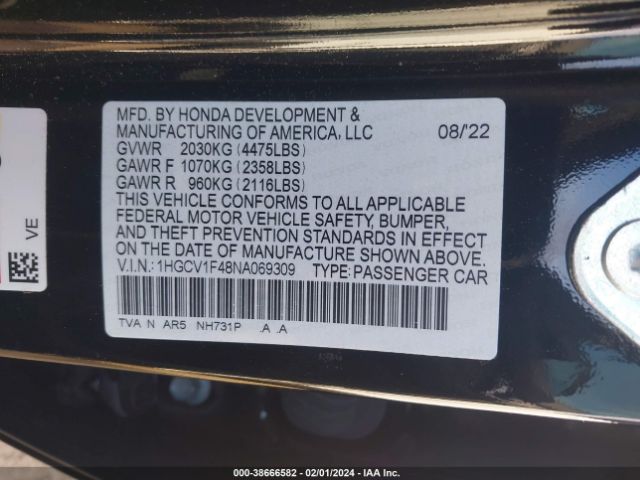 MFD. BY HONDA DEVELOPMENT &
MANUFACTURING OF AMERICA, LLC 08/'22
GVWR 2030KG (4475LBS)
GAWR F 1070KG (2358LBS)
GAWR R 960KG (2116LBS)
THIS VEHICLE CONFORMS TO ALL APPLICABLE
FEDERAL MOTOR VEHICLE SAFETY, BUMPER,
AND THEFT PREVENTION STANDARDS IN EFFECT
ON THE DATE OF MANUFACTURE SHOWN ABOVE.
V.I.N.: 1HGCV1F48NA069309 TYPE: PASSENGER CAR
TVA N AR5 NH731P .A .A
VE
000-38666582 / 02/01/2024 / IAA Inc.